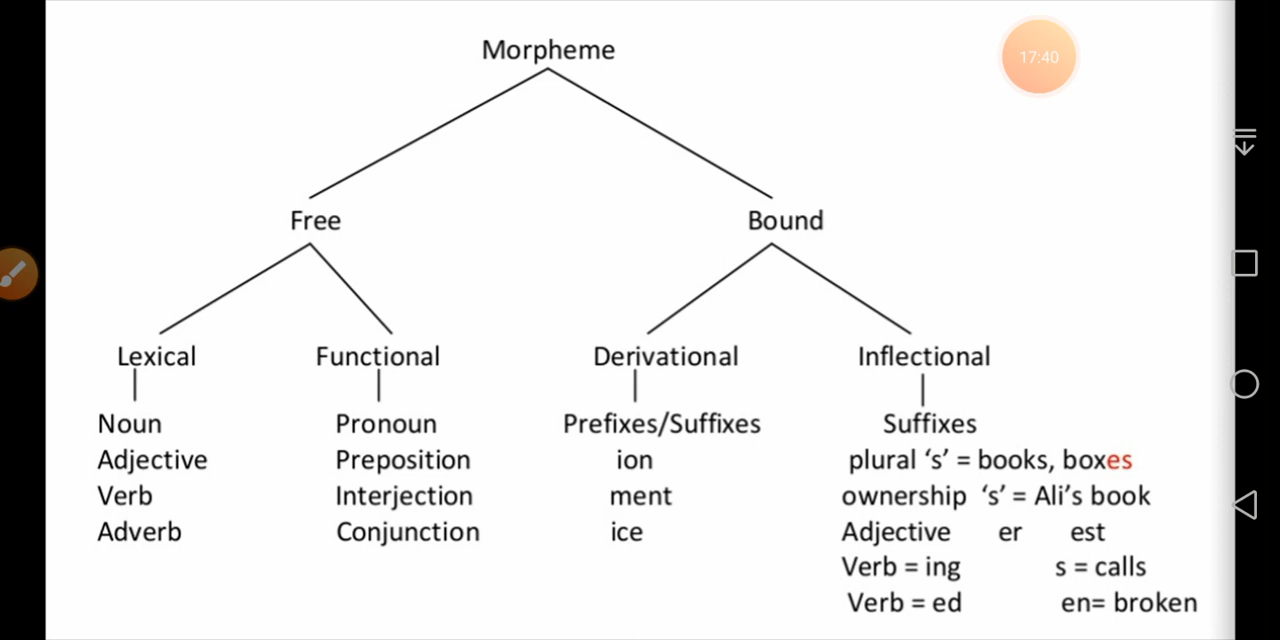 Morpheme
17:40
Free
Bound
Lexical
Functional
Derivational
Inflectional
Noun
Pronoun
Prefixes/Suffixes
Suffixes
Adjective
Preposition
ion
plural ‘s’ = books, boxes
Verb
Interjection
ment
ownership ‘s’ = Ali’s book
Adverb
Conjunction
ice
Adjective er est
Verb = ing s = calls
Verb = ed en= broken